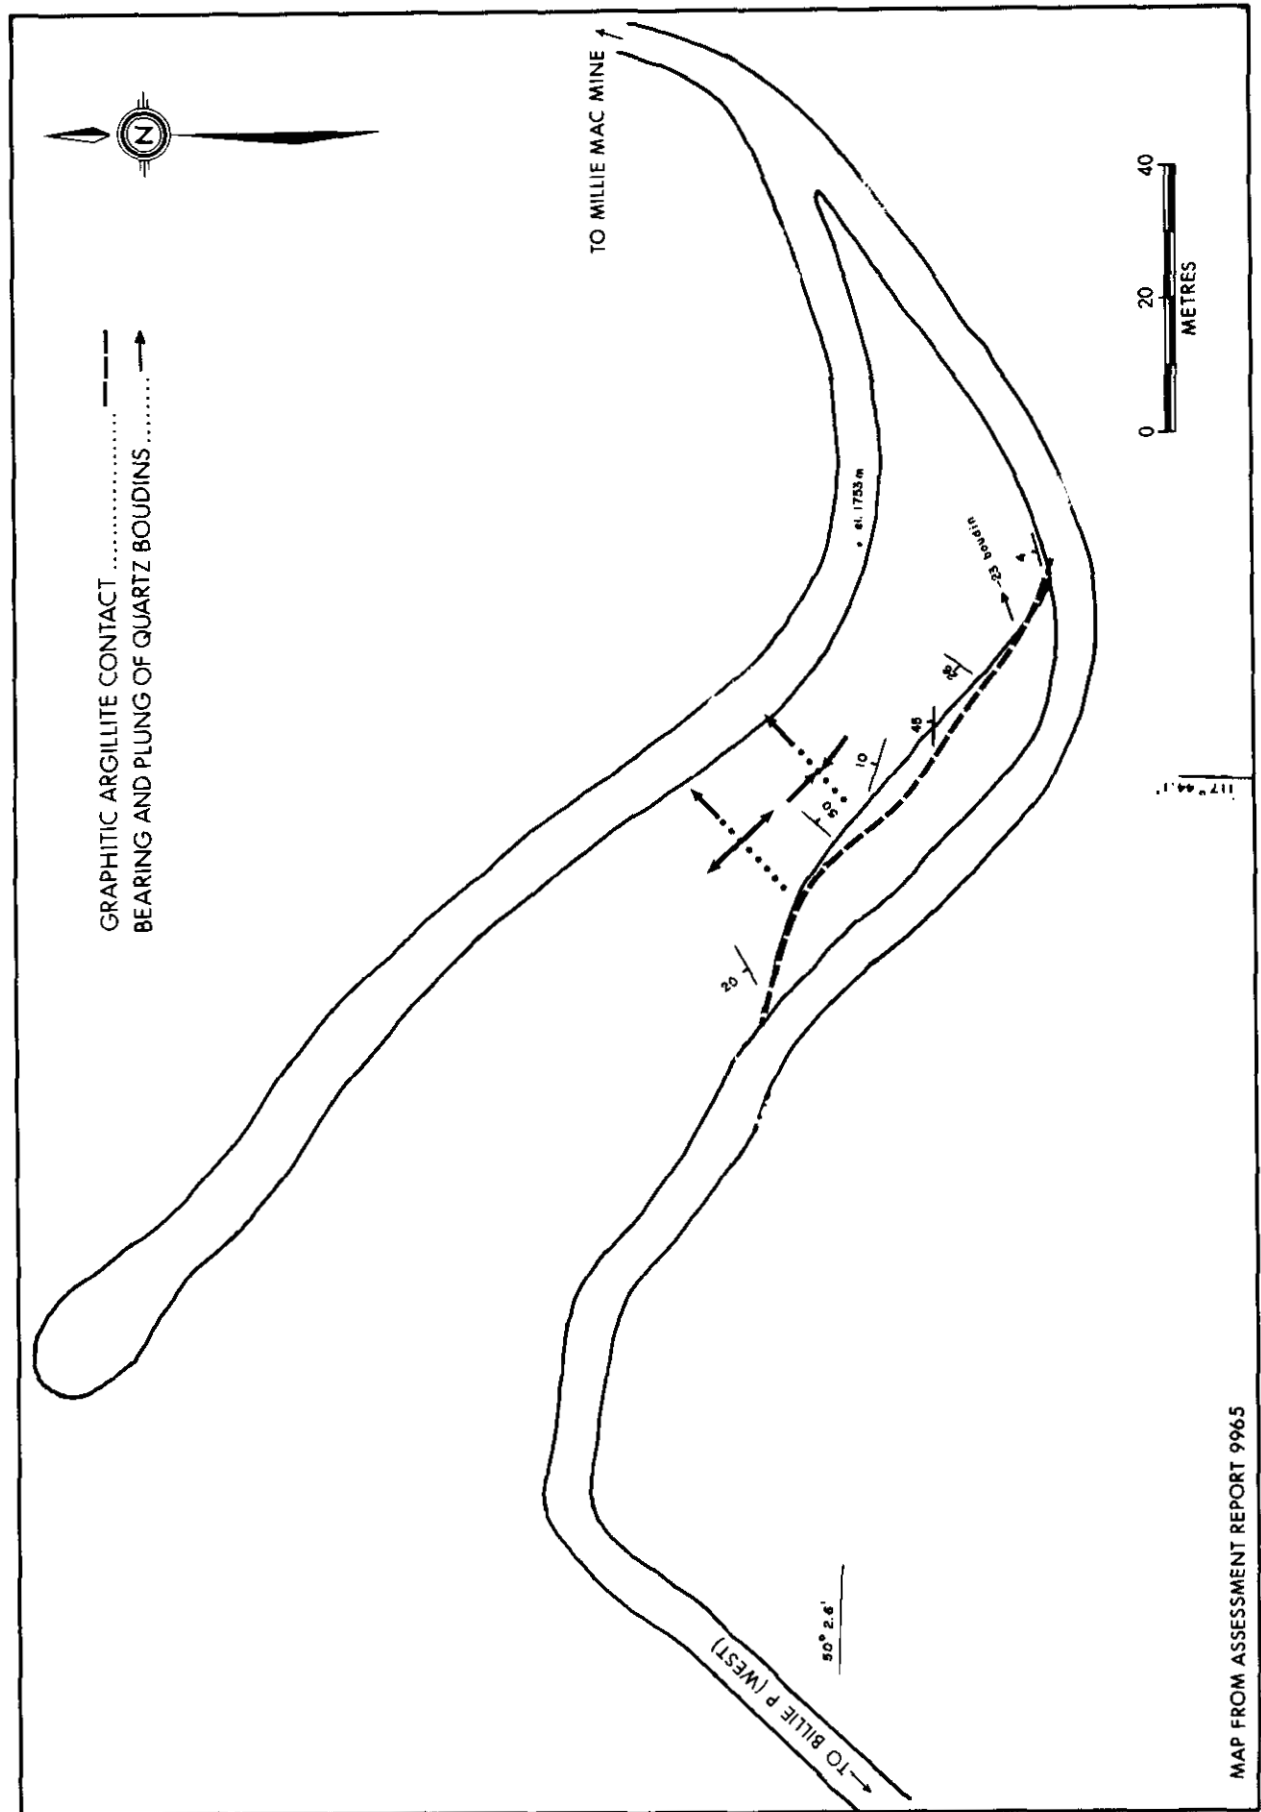 N
GRAPHITIC ARGILLITE CONTACT
BEARING AND PLUNG OF QUARTZ BOUDINS
TO MILLIE MAC MINE
20
50
10
45
el. 1753 m
23 boudin
4
0 20 40
METRES
117° 44.1'
50° 2.6'
TO BILLIE P (WEST)
MAP FROM ASSESSMENT REPORT 9965